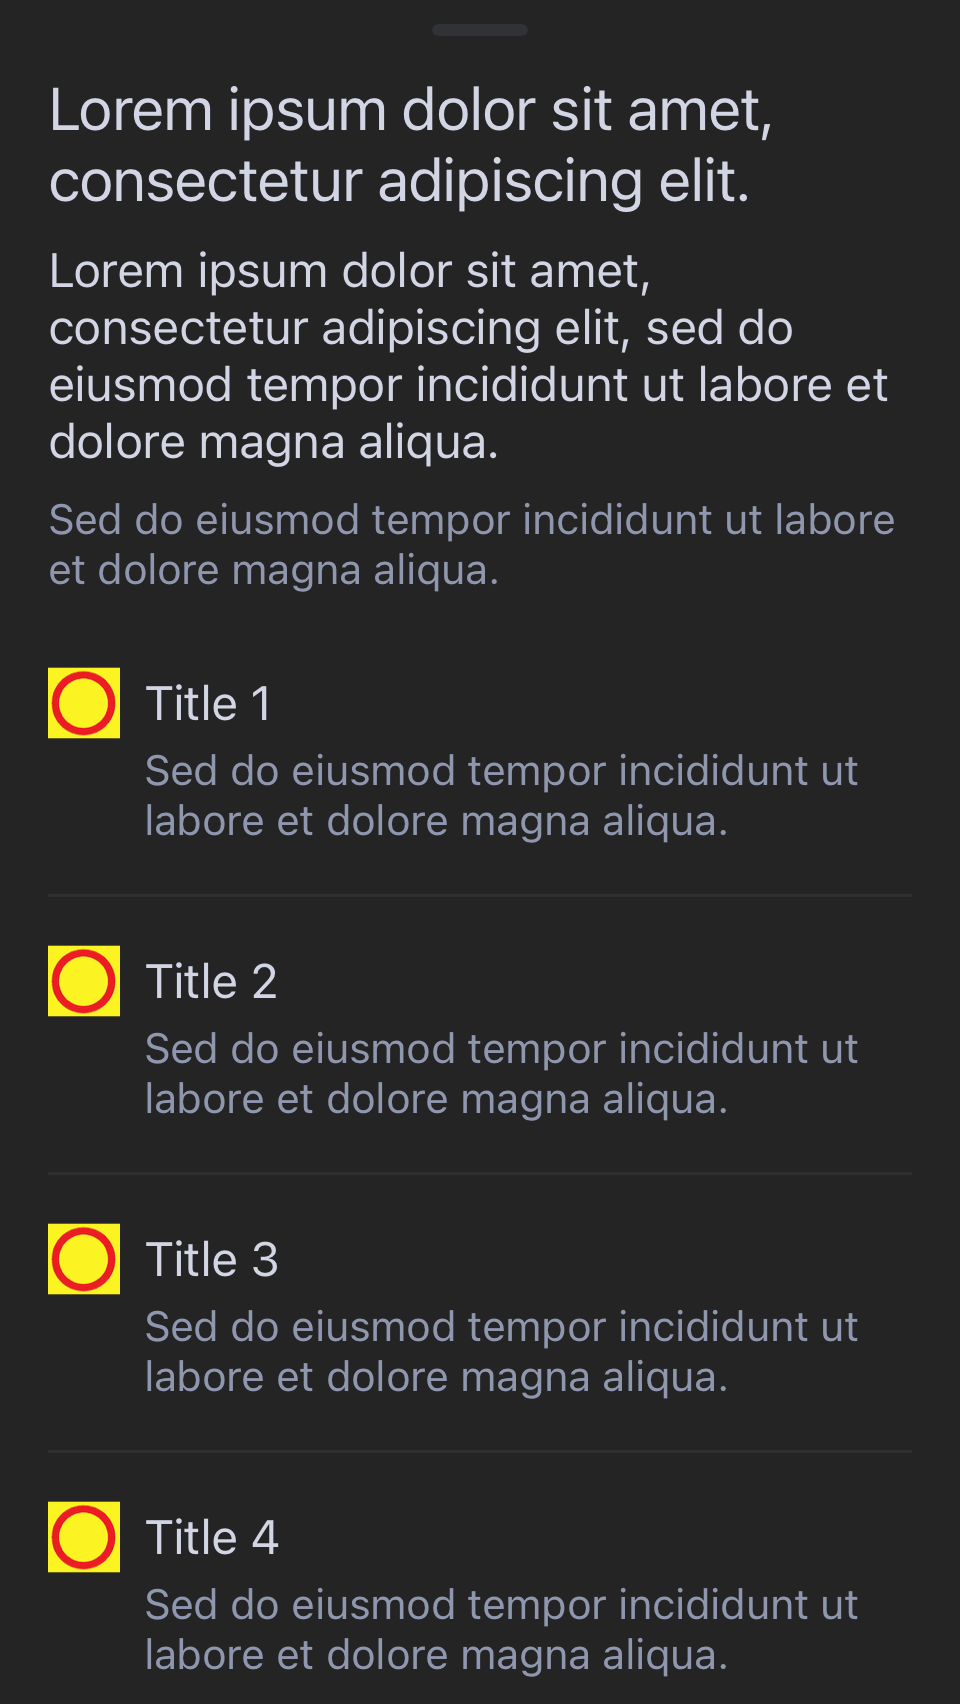 Lorem ipsum dolor sit amet,
consectetur adipiscing elit.
Lorem ipsum dolor sit amet,
consectetur adipiscing elit, sed do
eiusmod tempor incididunt ut labore et
dolore magna aliqua.
Sed do eiusmod tempor incididunt ut labore
et dolore magna aliqua.
Title 1
Sed do eiusmod tempor incididunt ut
labore et dolore magna aliqua.
Title 2
Sed do eiusmod tempor incididunt ut
labore et dolore magna aliqua.
Title 3
Sed do eiusmod tempor incididunt ut
labore et dolore magna aliqua.
Title 4
Sed do eiusmod tempor incididunt ut
labore et dolore magna aliqua.